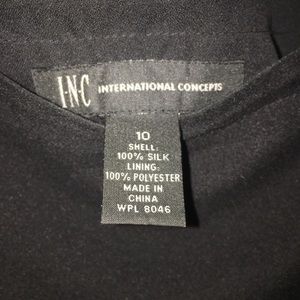 I·N·C INTERNATIONAL CONCEPTS
10
SHELL:
100% SILK
LINING:
100% POLYESTER
MADE IN
CHINA
WPL 8046